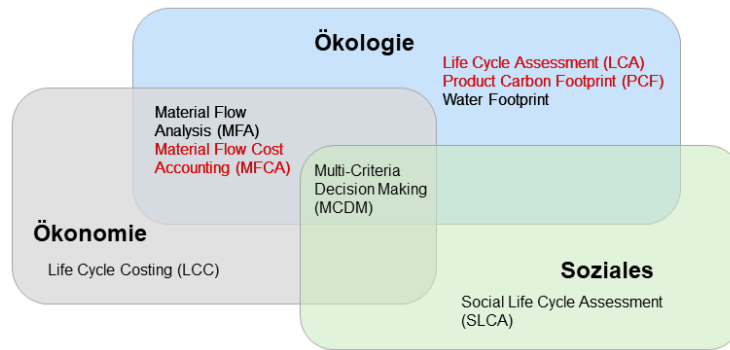 Ökologie
Life Cycle Assessment (LCA)
Product Carbon Footprint (PCF)
Water Footprint
Material Flow
Analysis (MFA)
Material Flow Cost
Accounting (MFCA)
Multi-Criteria
Decision Making
(MCDM)
Ökonomie
Life Cycle Costing (LCC)
Soziales
Social Life Cycle Assessment
(SLCA)